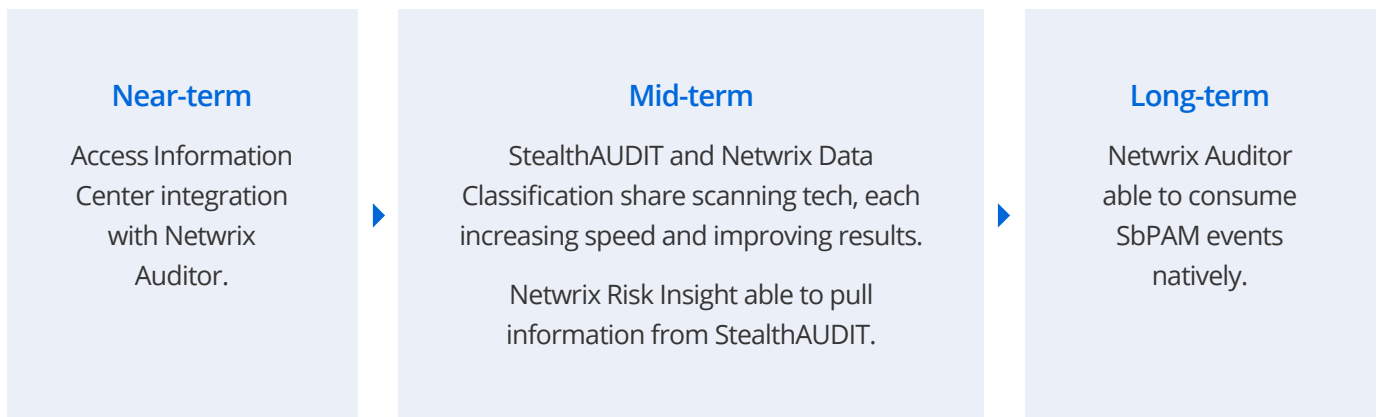 Near-term
Access Information
Center integration
with Netwrix
Auditor.
Mid-term
StealthAUDIT and Netwrix Data
Classification share scanning tech, each
increasing speed and improving results.
Netwrix Risk Insight able to pull
information from StealthAUDIT.
Long-term
Netwrix Auditor
able to consume
SbPAM events
natively.